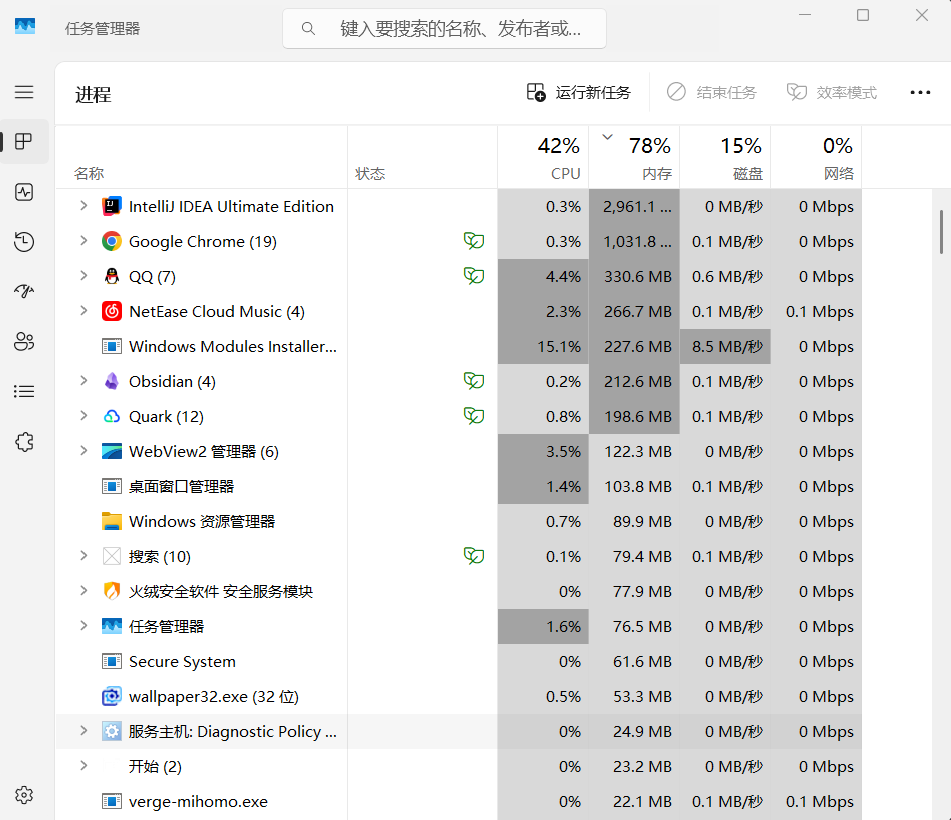 任务管理器
键入要搜索的名称、发布者或...
进程
运行新任务 结束任务 效率模式
42% 78% 15% 0%
名称 状态 CPU 内存 磁盘 网络
IntelliJ IDEA Ultimate Edition 0.3% 2,961.1 ... 0 MB/秒 0 Mbps
Google Chrome (19) 0.3% 1,031.8 ... 0.1 MB/秒 0 Mbps
QQ (7) 4.4% 330.6 MB 0.6 MB/秒 0 Mbps
NetEase Cloud Music (4) 2.3% 266.7 MB 0.1 MB/秒 0.1 Mbps
Windows Modules Installer... 15.1% 227.6 MB 8.5 MB/秒 0 Mbps
Obsidian (4) 0.2% 212.6 MB 0.1 MB/秒 0 Mbps
Quark (12) 0.8% 198.6 MB 0.1 MB/秒 0 Mbps
WebView2 管理器 (6) 3.5% 122.3 MB 0 MB/秒 0 Mbps
桌面窗口管理器 1.4% 103.8 MB 0.1 MB/秒 0 Mbps
Windows 资源管理器 0.7% 89.9 MB 0 MB/秒 0 Mbps
搜索 (10) 0.1% 79.4 MB 0.1 MB/秒 0 Mbps
火绒安全软件 安全服务模块 0% 77.9 MB 0 MB/秒 0 Mbps
任务管理器 1.6% 76.5 MB 0 MB/秒 0 Mbps
Secure System 0% 61.6 MB 0 MB/秒 0 Mbps
wallpaper32.exe (32 位) 0.5% 53.3 MB 0 MB/秒 0 Mbps
服务主机: Diagnostic Policy ... 0% 24.9 MB 0 MB/秒 0 Mbps
开始 (2) 0% 23.2 MB 0 MB/秒 0 Mbps
verge-mihomo.exe 0% 22.1 MB 0.1 MB/秒 0.1 Mbps